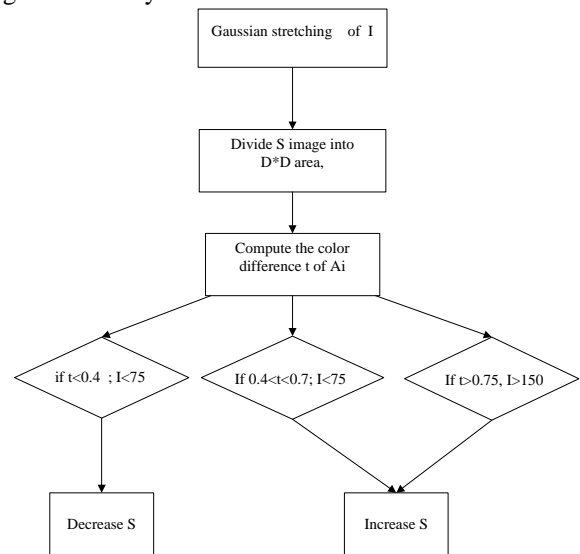 Gaussian stretching of I
Divide S image into
D*D area,
Compute the color
difference t of Ai
if t<0.4 ; I<75
If 0.4<t<0.7; I<75
If t>0.75, I>150
Decrease S
Increase S